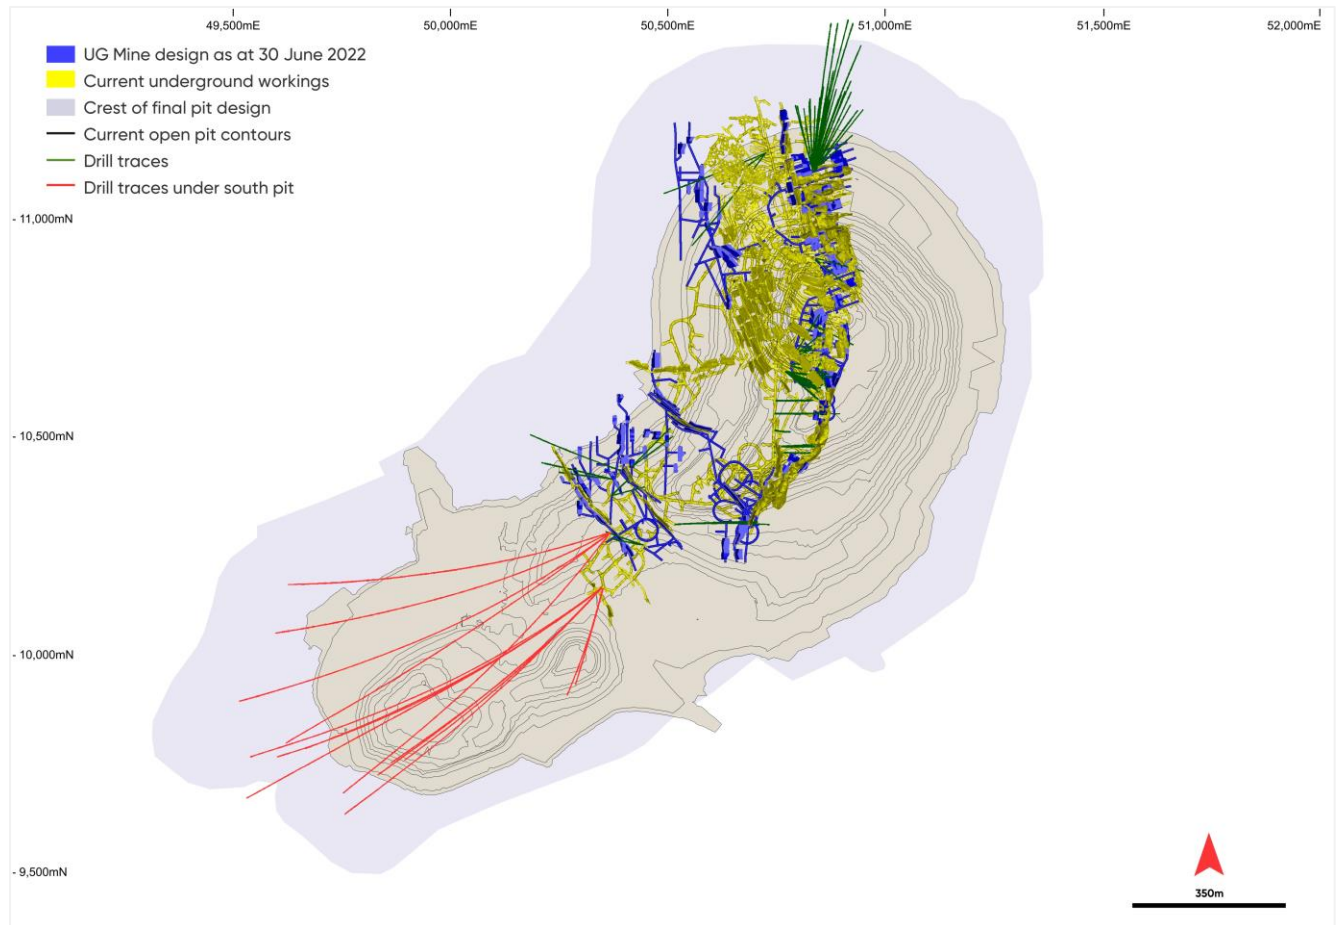 49,500mE 50,000mE 50,500mE 51,000mE 51,500mE 52,000mE
UG Mine design as at 30 June 2022
Current underground workings
Crest of final pit design
Current open pit contours
Drill traces
Drill traces under south pit
- 11,000mN
- 10,500mN
- 10,000mN
- 9,500mN
350m